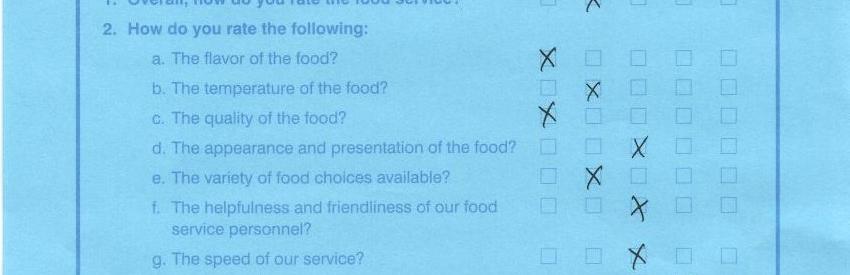 1. Overall, how do you rate the food service?
2. How do you rate the following:
a. The flavor of the food?
b. The temperature of the food?
c. The quality of the food?
d. The appearance and presentation of the food?
e. The variety of food choices available?
f. The helpfulness and friendliness of our food
service personnel?
g. The speed of our service?